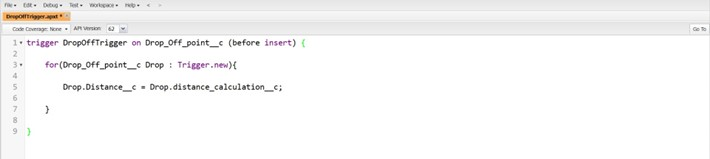 File Edit Debug Test Workspace Help < >
DropOffTrigger.apxt *
Code Coverage: None API Version: 62 Go To
1 trigger DropOffTrigger on Drop_Off_point__c (before insert) {
2
3 for(Drop_Off_point__c Drop : Trigger.new){
4
5 Drop.Distance__c = Drop.distance_calculation__c;
6
7 }
8
9 }